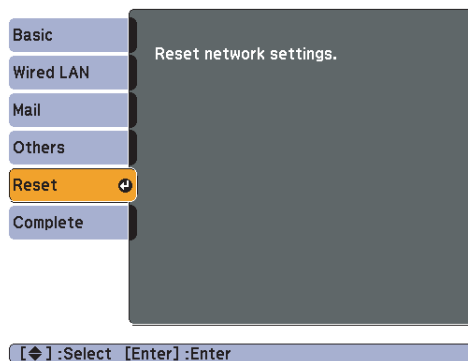 Basic
Wired LAN
Mail
Others
Reset
Complete
Reset network settings.
[◆] :Select [Enter] :Enter